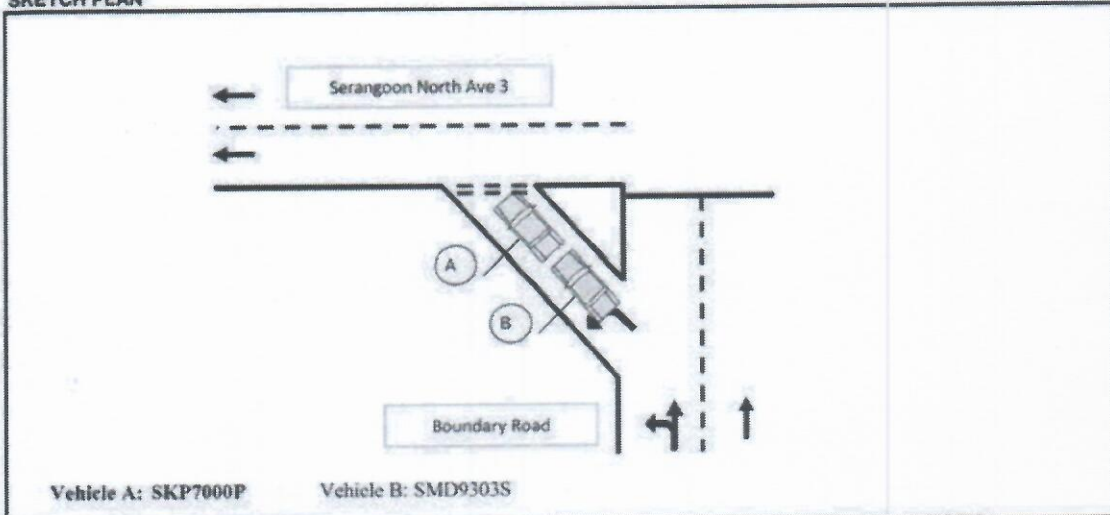 SKETCH PLAN
Serangoon North Ave 3
A
B
Boundary Road
Vehicle A: SKP7000P Vehicle B: SMD9303S